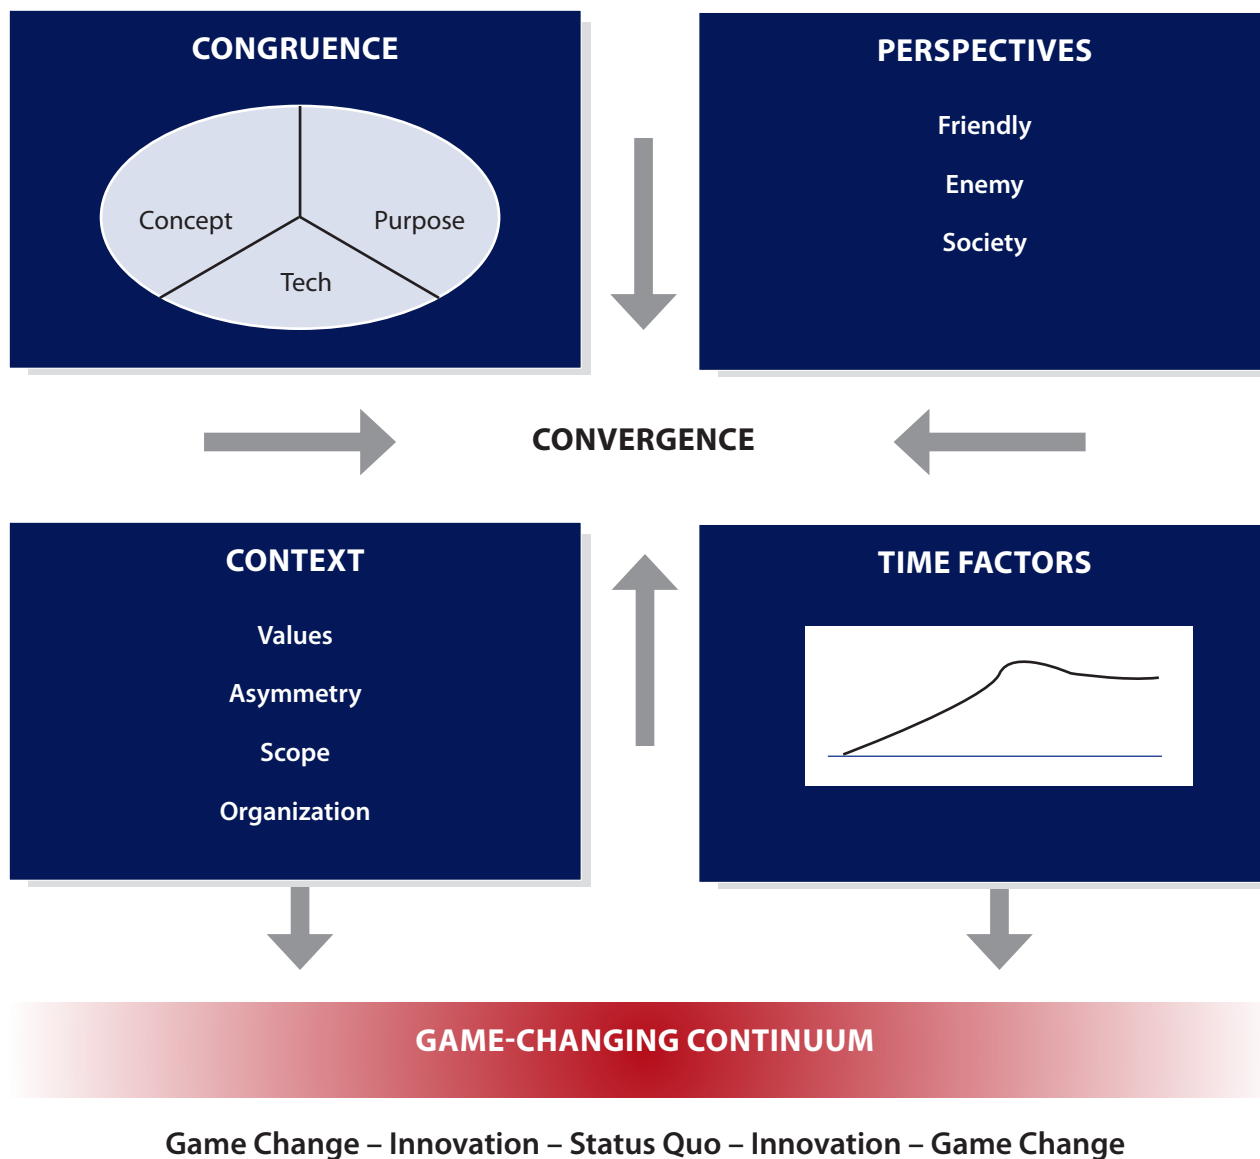 CONGRUENCE
Concept
Purpose
Tech
PERSPECTIVES
Friendly
Enemy
Society
CONVERGENCE
CONTEXT
Values
Asymmetry
Scope
Organization
TIME FACTORS
GAME-CHANGING CONTINUUM
Game Change – Innovation – Status Quo – Innovation – Game Change